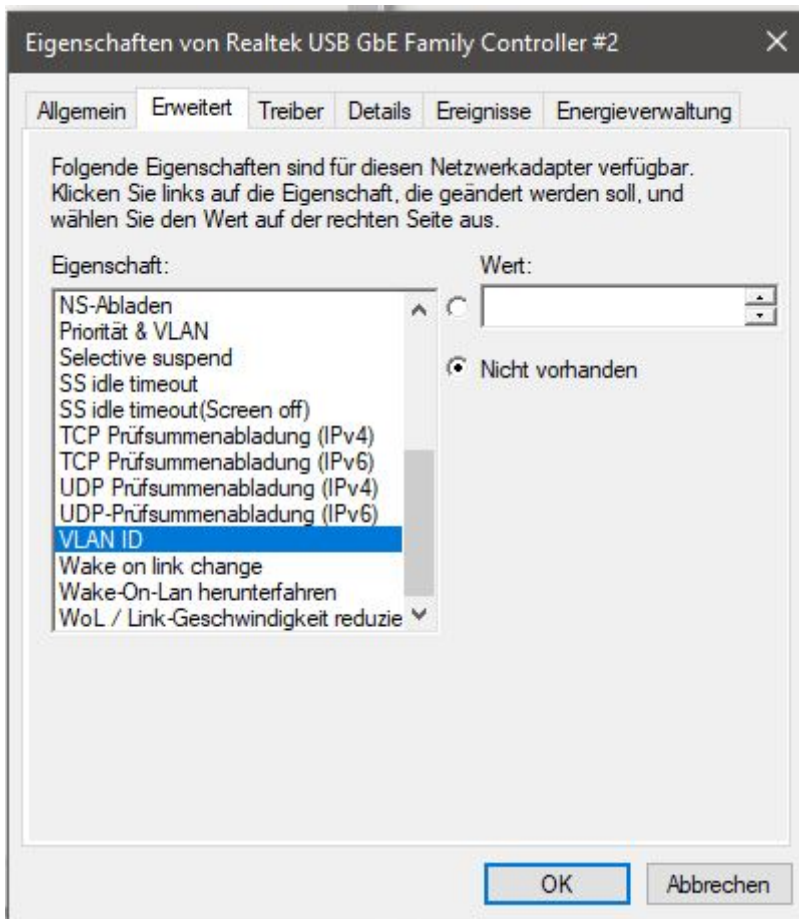 Eigenschaften von Realtek USB GbE Family Controller #2
Allgemein Erweitert Treiber Details Ereignisse Energieverwaltung
Folgende Eigenschaften sind für diesen Netzwerkadapter verfügbar.
Klicken Sie links auf die Eigenschaft, die geändert werden soll, und
wählen Sie den Wert auf der rechten Seite aus.
Eigenschaft:
NS-Abladen
Priorität & VLAN
Selective suspend
SS idle timeout
SS idle timeout(Screen off)
TCP Prüfsummenabladung (IPv4)
TCP Prüfsummenabladung (IPv6)
UDP Prüfsummenabladung (IPv4)
UDP-Prüfsummenabladung (IPv6)
VLAN ID
Wake on link change
Wake-On-Lan herunterfahren
WoL / Link-Geschwindigkeit reduzie
Wert:
Nicht vorhanden
OK Abbrechen